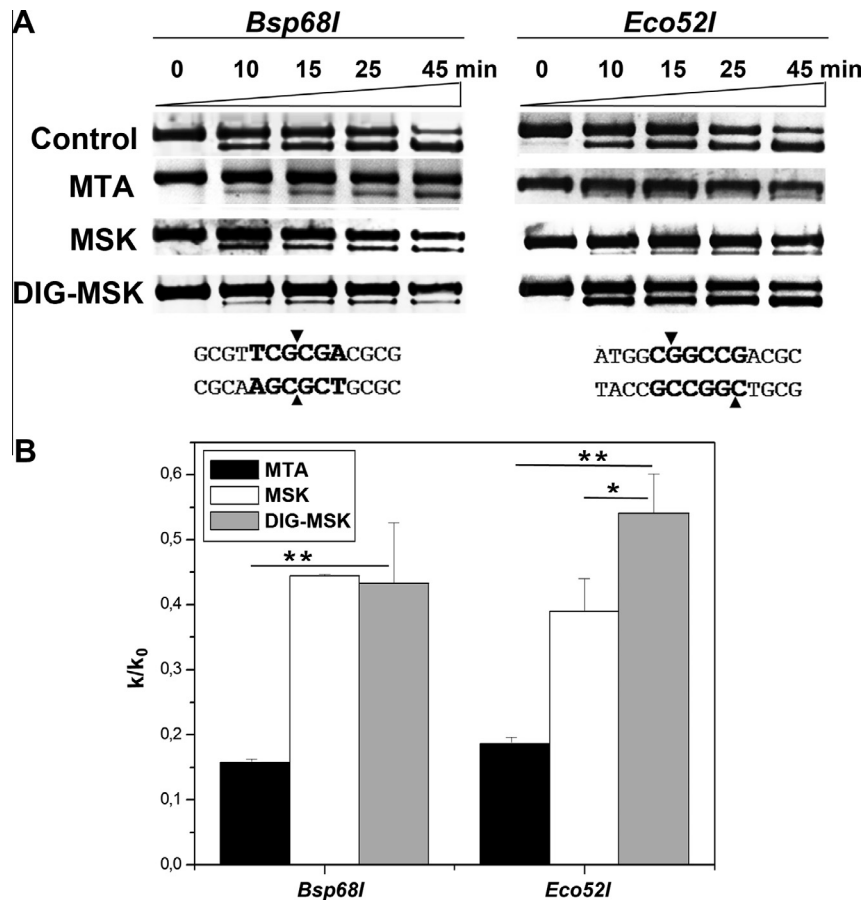 A
Bsp68I Eco52I
0 10 15 25 45 min 0 10 15 25 45 min
Control
MTA
MSK
DIG-MSK
GCGTTCGCGACGCG ATGGCGGCCGACGC
CGCAAGCGCTGCGC TACCGCCGGCTGCG
B
MTA
MSK
DIG-MSK
** ** *
k/k0
0,6
0,5
0,4
0,3
0,2
0,1
0,0
Bsp68I Eco52I